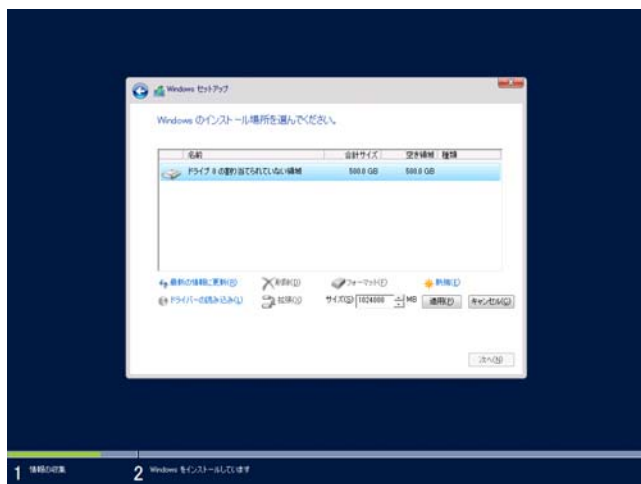 Windows セットアップ
Windows のインストール場所を選んでください。
名前 合計サイズ 空き領域 種類
ドライブ 0 の割り当てられていない領域 500.0 GB 500.0 GB
最新の情報に更新(R) 削除(D) フォーマット(F) 新規(E)
ドライバーの読み込み(L) 拡張(X) サイズ(S) 1024000 MB 適用(P) キャンセル(C)
次へ(N)
1 情報の収集 2 Windows をインストールしています